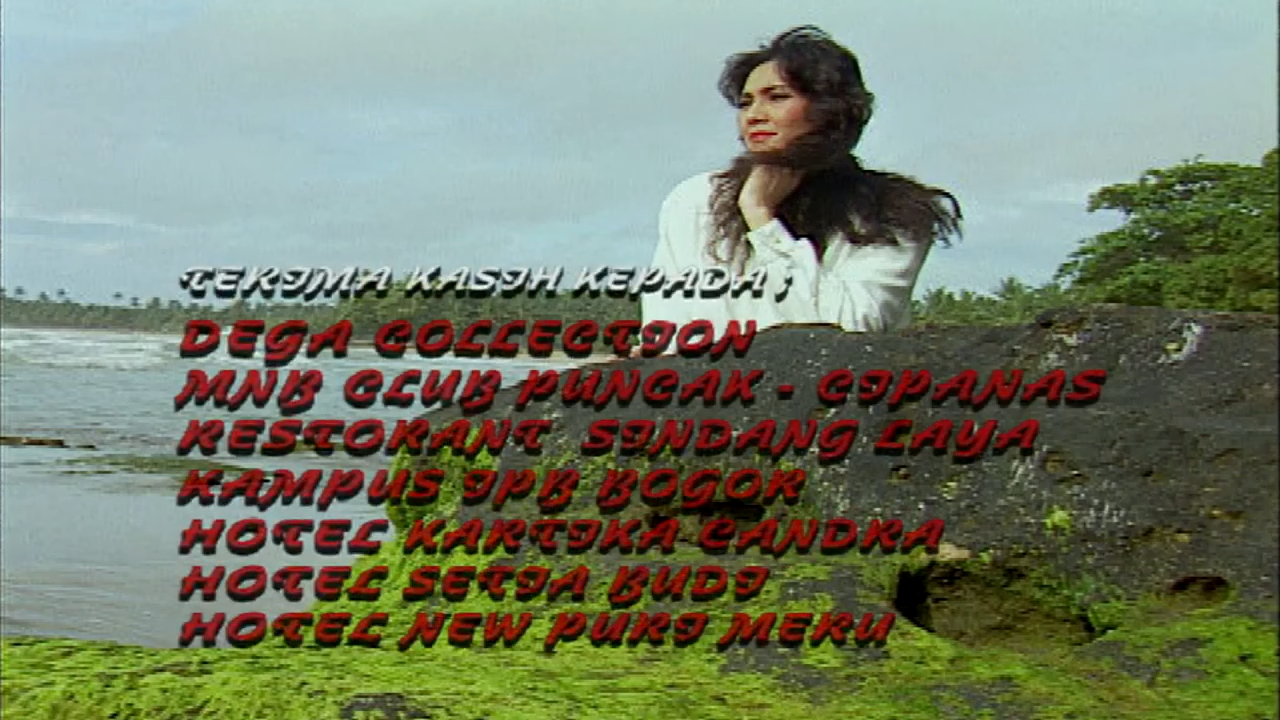 TERIMA KASIH KEPADA ;
DEGA COLLECTION
MNB CLUB PUNCAK - CIPANAS
RESTORANT SINDANG LAYA
KAMPUS IPB BOGOR
HOTEL KARTIKA CANDRA
HOTEL SETIA BUDI
HOTEL NEW PURI MERU